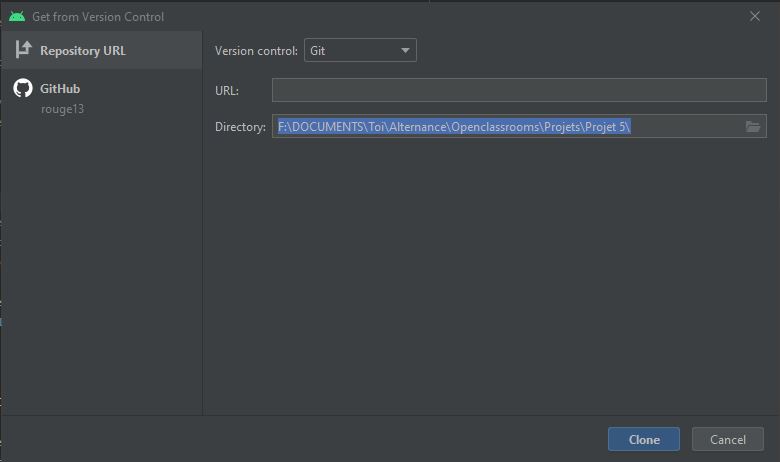 Get from Version Control
Repository URL
GitHub
rouge13
Version control: Git
URL:
Directory: F:\DOCUMENTS\Toi\Alternance\Openclassrooms\Projets\Projet 5\
Clone
Cancel